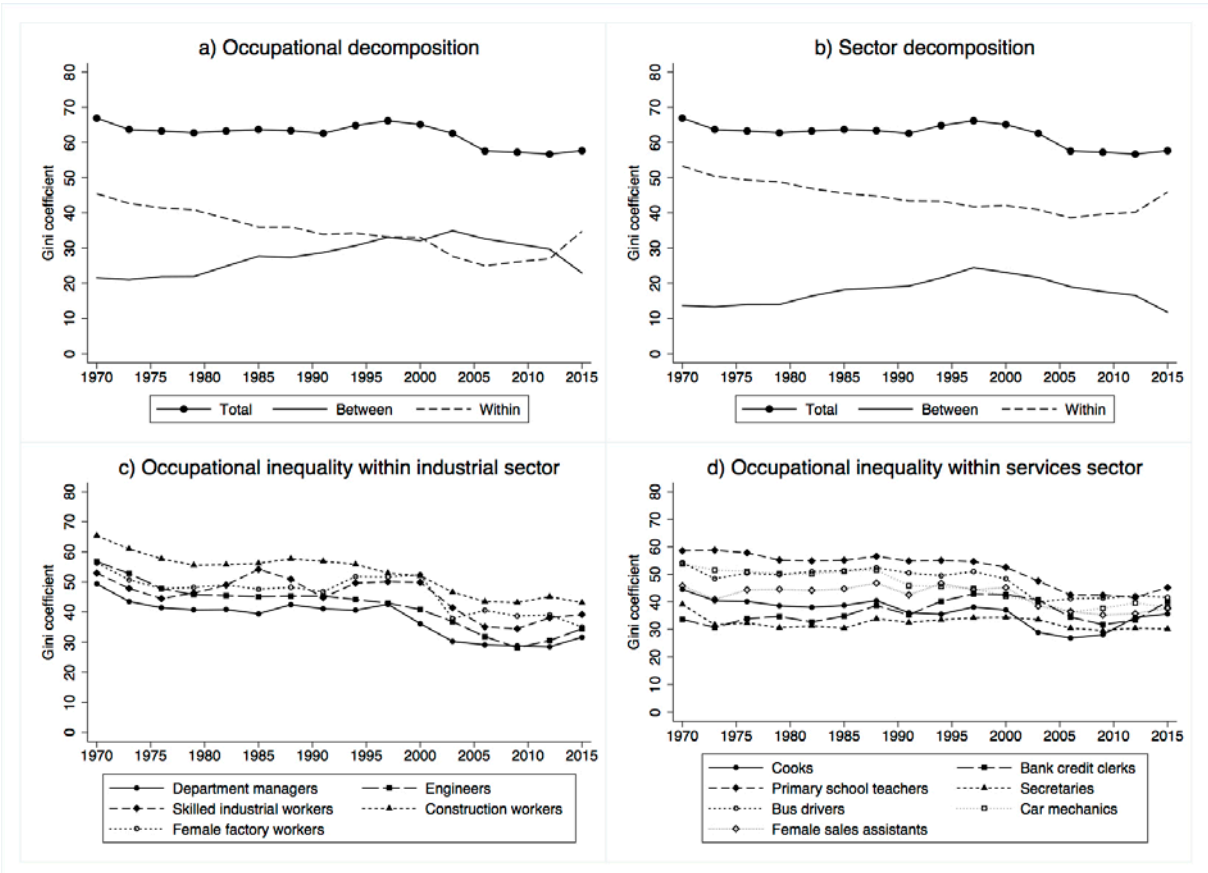 a) Occupational decomposition
Gini coefficient
80
70
60
50
40
30
20
10
0
1970 1975 1980 1985 1990 1995 2000 2005 2010 2015
Total Between Within
b) Sector decomposition
Gini coefficient
80
70
60
50
40
30
20
10
0
1970 1975 1980 1985 1990 1995 2000 2005 2010 2015
Total Between Within
c) Occupational inequality within industrial sector
Gini coefficient
80
70
60
50
40
30
20
10
0
1970 1975 1980 1985 1990 1995 2000 2005 2010 2015
Department managers Engineers
Skilled industrial workers Construction workers
Female factory workers
d) Occupational inequality within services sector
Gini coefficient
80
70
60
50
40
30
20
10
0
1970 1975 1980 1985 1990 1995 2000 2005 2010 2015
Cooks Bank credit clerks
Primary school teachers Secretaries
Bus drivers Car mechanics
Female sales assistants